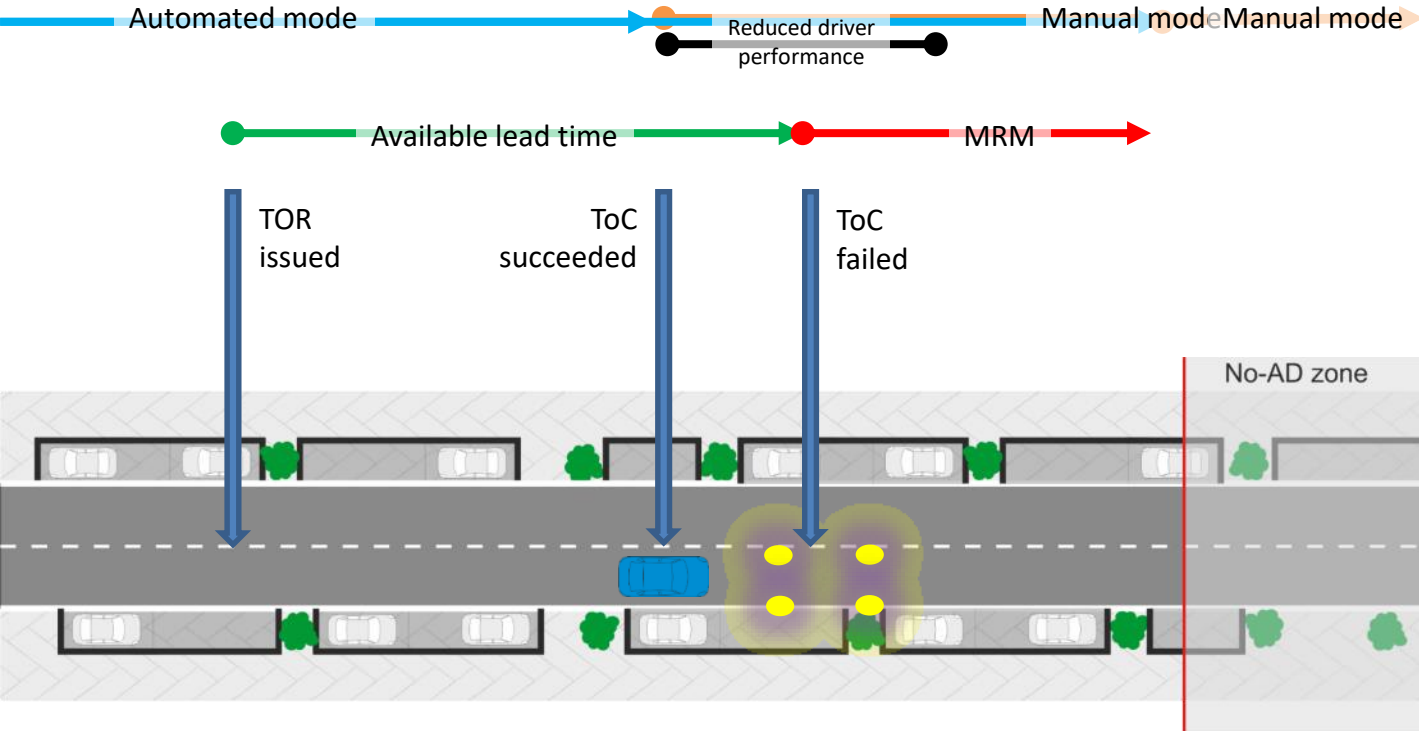 Automated mode
Manual mode
Manual mode
Reduced driver
performance
Available lead time
MRM
TOR
issued
ToC
succeeded
ToC
failed
No-AD zone